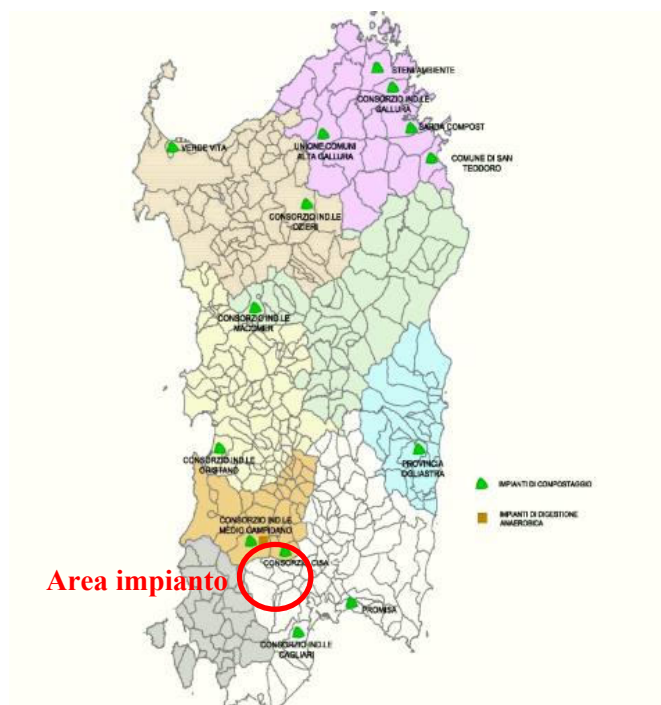 STENI AMBIENTE
CONSORZIO IND.LE
GALLURA
SARDA COMPOST
VERDE VITA
UNIONE COMUNI
ALTA GALLURA
COMUNE DI SAN
TEODORO
CONSORZIO IND.LE
OZIERI
CONSORZIO IND.LE
MACOMER
CONSORZIO IND.LE
ORISTANO
PROVINCIA
OGLIASTRA
IMPIANTI DI COMPOSTAGGIO
IMPIANTI DI DIGESTIONE
ANAEROBICA
CONSORZIO IND.LE
MEDIO CAMPIDANO
CONSORZIO CISA
Area impianto
PROMISA
CONSORZIO IND.LE
CAGLIARI